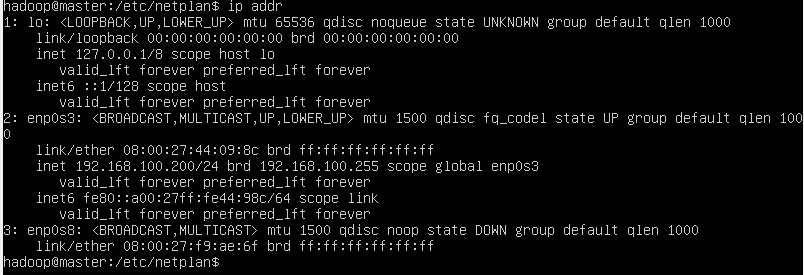 hadoop@master:/etc/netplan$ ip addr
1: lo: <LOOPBACK,UP,LOWER_UP> mtu 65536 qdisc noqueue state UNKNOWN group default qlen 1000
    link/loopback 00:00:00:00:00:00 brd 00:00:00:00:00:00
    inet 127.0.0.1/8 scope host lo
       valid_lft forever preferred_lft forever
    inet6 ::1/128 scope host
       valid_lft forever preferred_lft forever
2: enp0s3: <BROADCAST,MULTICAST,UP,LOWER_UP> mtu 1500 qdisc fq_codel state UP group default qlen 100
0
    link/ether 08:00:27:44:09:8c brd ff:ff:ff:ff:ff:ff
    inet 192.168.100.200/24 brd 192.168.100.255 scope global enp0s3
       valid_lft forever preferred_lft forever
    inet6 fe80::a00:27ff:fe44:98c/64 scope link
       valid_lft forever preferred_lft forever
3: enp0s8: <BROADCAST,MULTICAST> mtu 1500 qdisc noop state DOWN group default qlen 1000
    link/ether 08:00:27:f9:ae:6f brd ff:ff:ff:ff:ff:ff
hadoop@master:/etc/netplan$